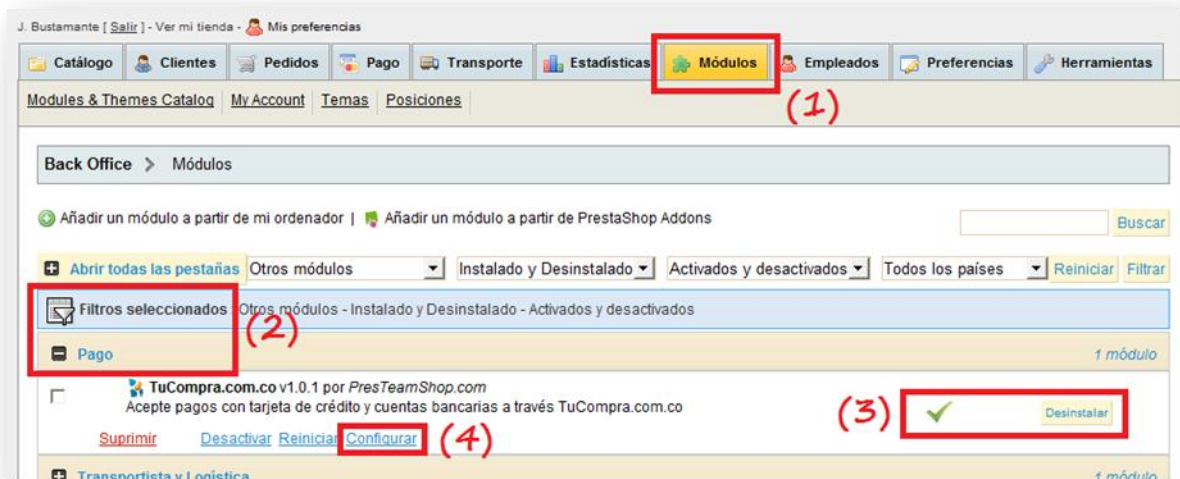 J. Bustamante [ Salir ] - Ver mi tienda - Mis preferencias
Catálogo Clientes Pedidos Pago Transporte Estadísticas Módulos Empleados Preferencias Herramientas
Modules & Themes Catalog My Account Temas Posiciones
(1)
Back Office > Módulos
Añadir un módulo a partir de mi ordenador | Añadir un módulo a partir de PrestaShop Addons
Buscar
Abrir todas las pestañas Otros módulos Instalado y Desinstalado Activados y desactivados Todos los países Reiniciar Filtrar
Filtros seleccionados : Otros módulos - Instalado y Desinstalado - Activados y desactivados
(2)
Pago 1 módulo
TuCompra.com.co v1.0.1 por PresTeamShop.com
Acepte pagos con tarjeta de crédito y cuentas bancarias a través TuCompra.com.co
(3) Desinstalar
Suprimir Desactivar Reiniciar Configurar (4)
Transportista y Logística 1 módulo